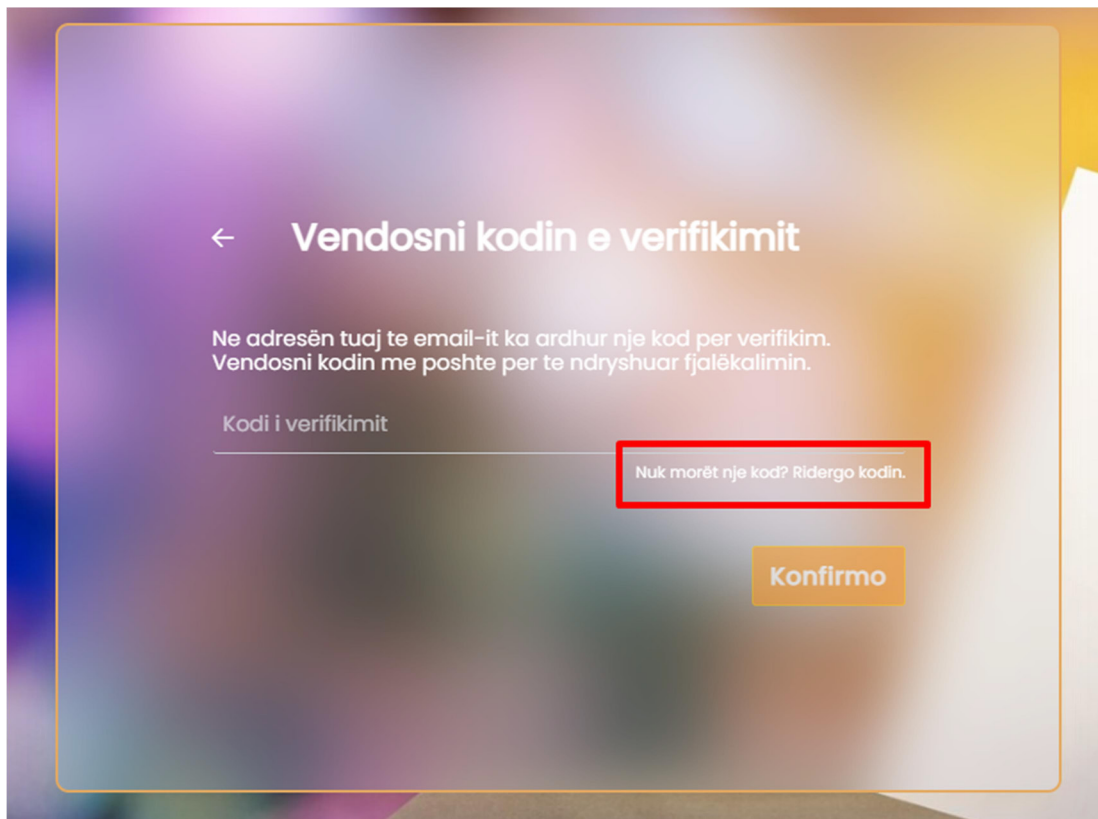 ← Vendosni kodin e verifikimit
Ne adresën tuaj te email-it ka ardhur nje kod per verifikim.
Vendosni kodin me poshte per te ndryshuar fjalëkalimin.
Kodi i verifikimit
Nuk morët nje kod? Ridergo kodin.
Konfirmo